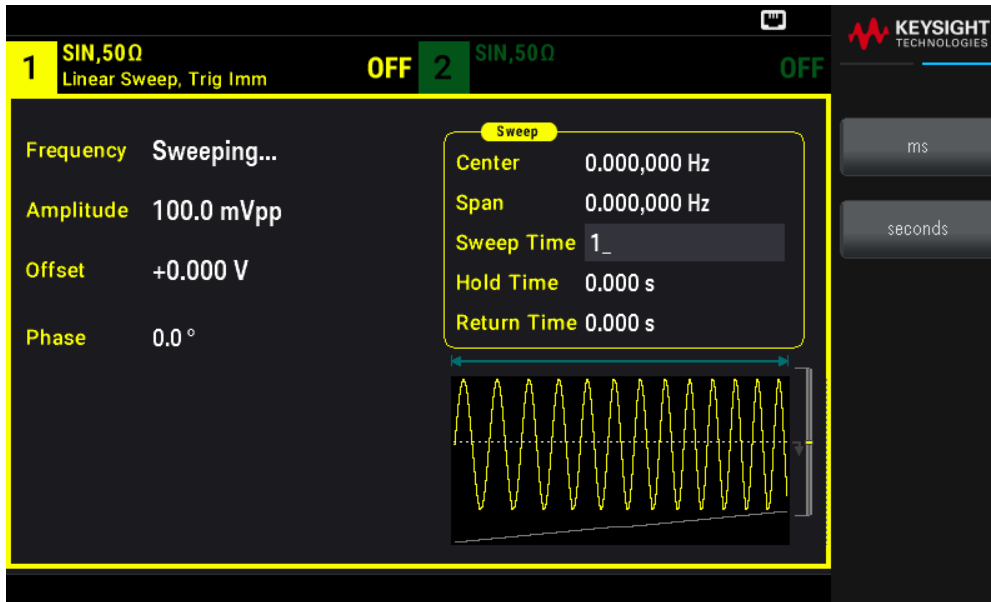 KEYSIGHT
TECHNOLOGIES
1 SIN,50Ω OFF
Linear Sweep, Trig Imm
2 SIN,50Ω OFF
Frequency Sweeping...
Amplitude 100.0 mVpp
Offset +0.000 V
Phase 0.0 °
Sweep
Center 0.000,000 Hz
Span 0.000,000 Hz
Sweep Time 1_
Hold Time 0.000 s
Return Time 0.000 s
ms
seconds